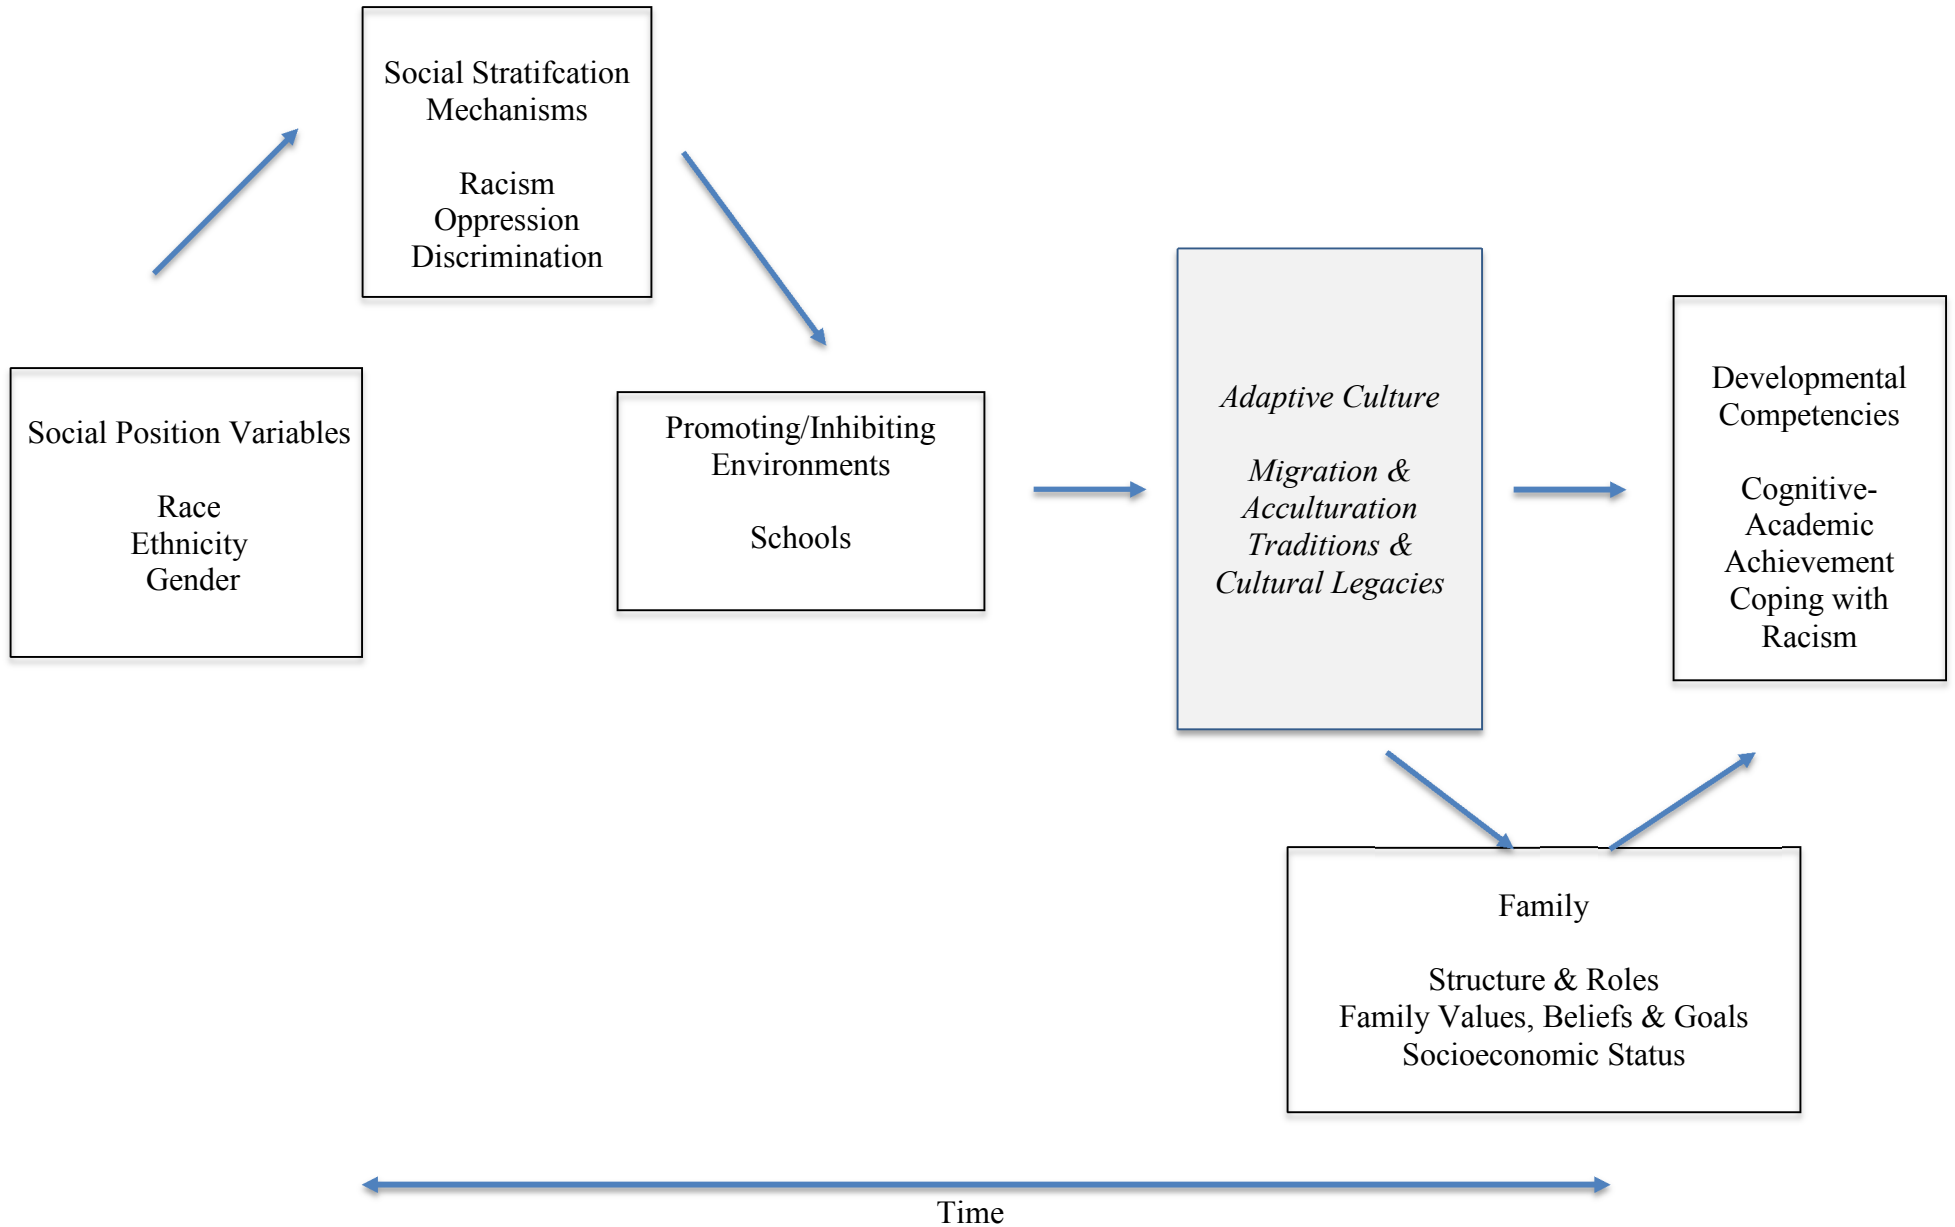 Social Stratifcation
Mechanisms
Racism
Oppression
Discrimination
Social Position Variables
Race
Ethnicity
Gender
Promoting/Inhibiting
Environments
Schools
Adaptive Culture
Migration &
Acculturation
Traditions &
Cultural Legacies
Developmental
Competencies
Cognitive-
Academic
Achievement
Coping with
Racism
Family
Structure & Roles
Family Values, Beliefs & Goals
Socioeconomic Status
Time